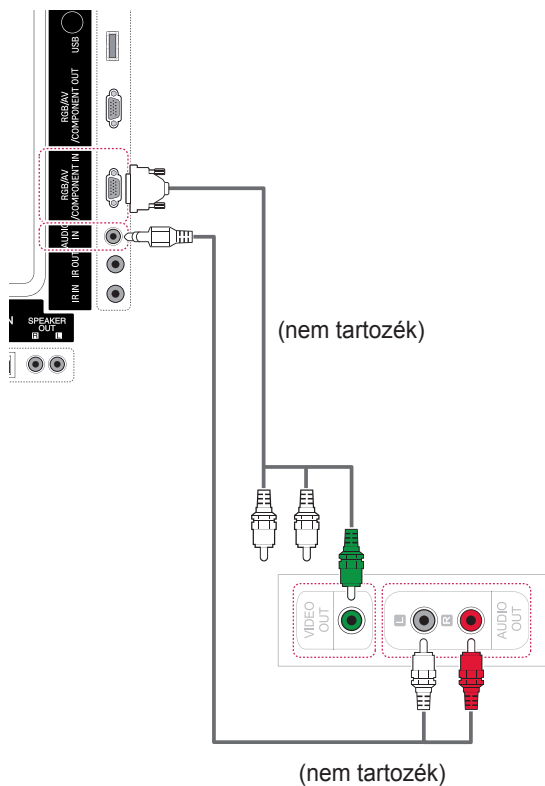 USB
RGB/AV
/COMPONENT OUT
RGB/AV
/COMPONENT IN
AUDIO
IN
IR OUT
IR IN
SPEAKER
OUT
R L
(nem tartozék)
VIDEO
OUT
L R
AUDIO
OUT
(nem tartozék)